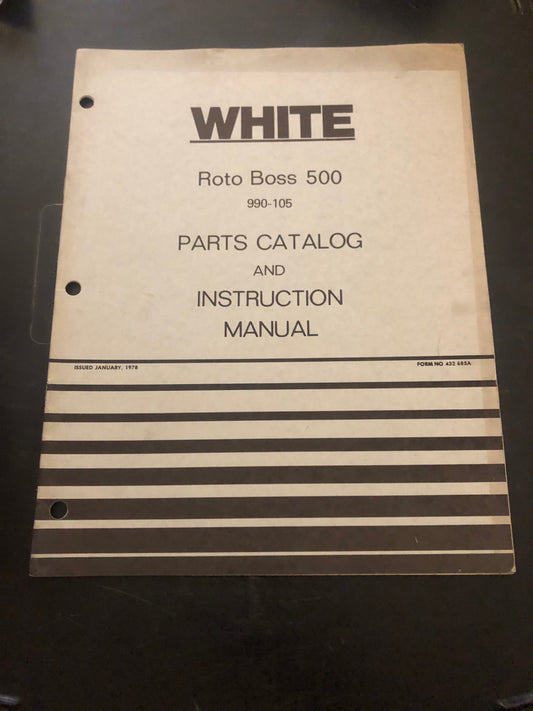 WHITE
Roto Boss 500
990-105
PARTS CATALOG
AND
INSTRUCTION
MANUAL
ISSUED JANUARY, 1978
FORM NO 432 685A